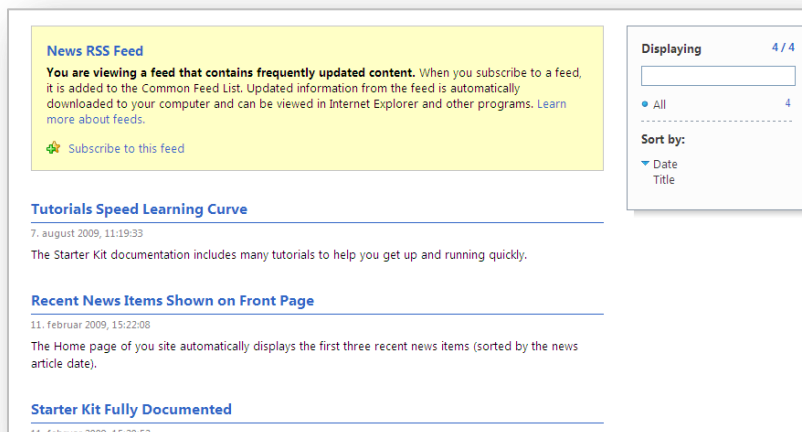 News RSS Feed
You are viewing a feed that contains frequently updated content. When you subscribe to a feed,
it is added to the Common Feed List. Updated information from the feed is automatically
downloaded to your computer and can be viewed in Internet Explorer and other programs. Learn
more about feeds.
Subscribe to this feed
Tutorials Speed Learning Curve
7. august 2009, 11:19:33
The Starter Kit documentation includes many tutorials to help you get up and running quickly.
Recent News Items Shown on Front Page
11. februar 2009, 15:22:08
The Home page of you site automatically displays the first three recent news items (sorted by the news
article date).
Starter Kit Fully Documented
Displaying 4 / 4
All 4
Sort by:
Date
Title